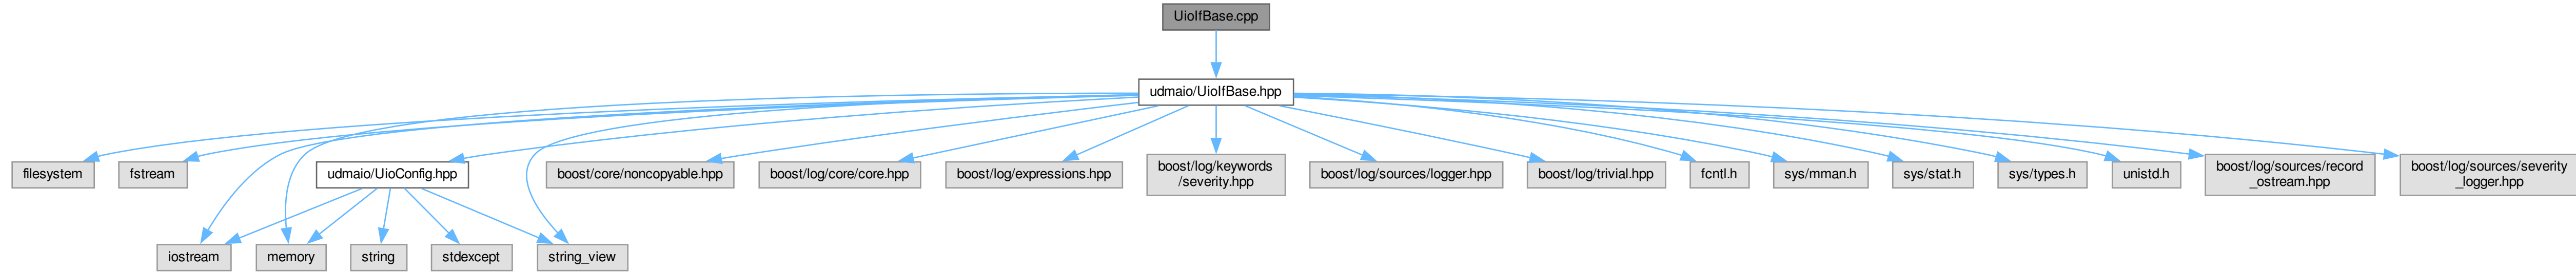 UioIfBase.cpp
udmaio/UioIfBase.hpp
filesystem
fstream
udmaio/UioConfig.hpp
boost/core/noncopyable.hpp
boost/log/core/core.hpp
boost/log/expressions.hpp
boost/log/keywords
/severity.hpp
boost/log/sources/logger.hpp
boost/log/trivial.hpp
fcntl.h
sys/mman.h
sys/stat.h
sys/types.h
unistd.h
boost/log/sources/record
_ostream.hpp
boost/log/sources/severity
_logger.hpp
iostream
memory
string
stdexcept
string_view